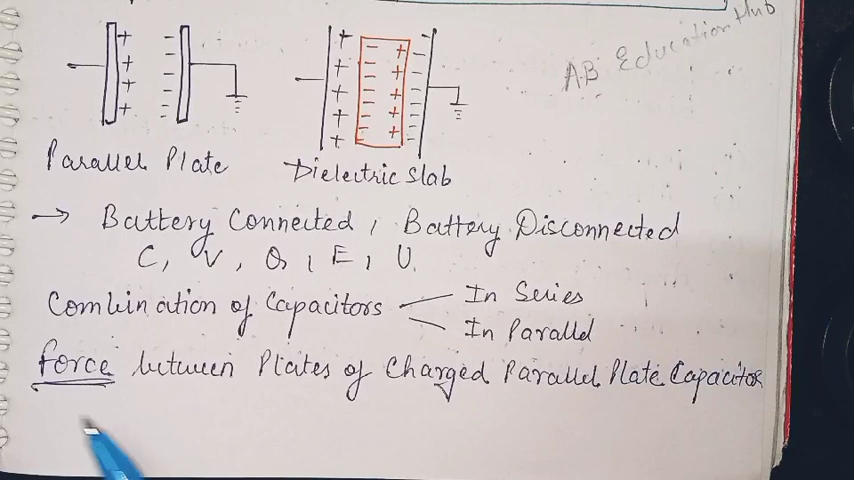 AB Education Hub
Parallel Plate
Dielectric Slab
→ Battery Connected, Battery Disconnected
C, V, Q, E, U.
Combination of Capacitors
In Series
In Parallel
Force between Plates of Charged Parallel Plate Capacitor